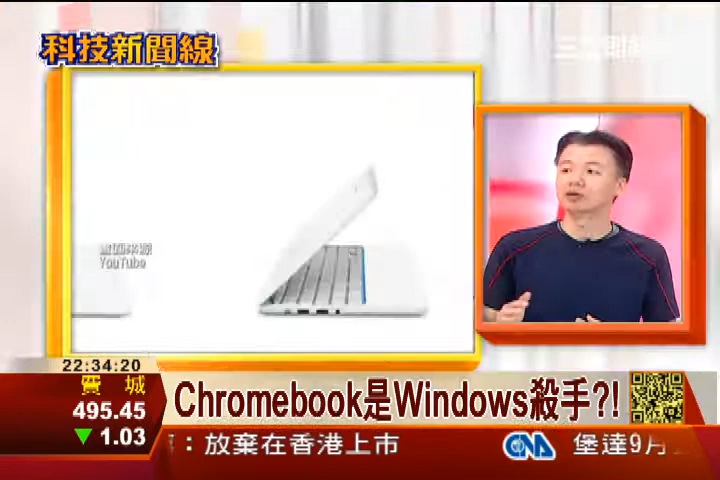 科技新聞線
畫面來源
YouTube
22:34:20
賓 城
495.45
▼ 1.03
Chromebook是Windows殺手?!
：放棄在香港上市
CNA
堡達9月